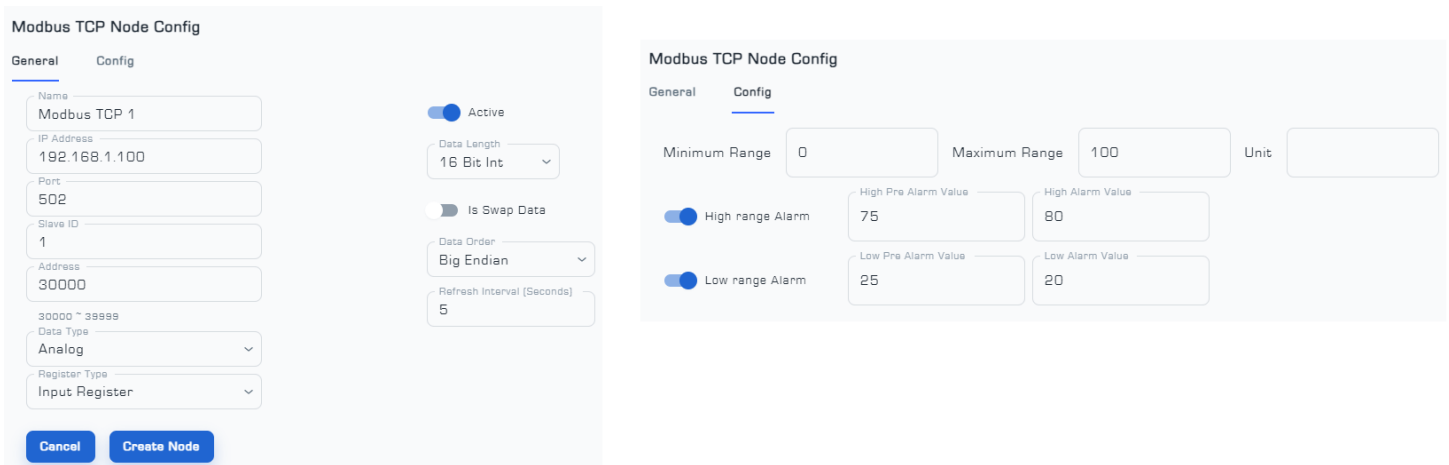 Modbus TCP Node Config
General Config
Name
Modbus TCP 1
IP Address
192.168.1.100
Port
502
Slave ID
1
Address
30000
30000 ~ 39999
Data Type
Analog
Register Type
Input Register
Cancel Create Node
Active
Data Length
16 Bit Int
Is Swap Data
Data Order
Big Endian
Refresh Interval (Seconds)
5
Modbus TCP Node Config
General Config
Minimum Range 0 Maximum Range 100 Unit
High range Alarm
High Pre Alarm Value
75
High Alarm Value
80
Low range Alarm
Low Pre Alarm Value
25
Low Alarm Value
20